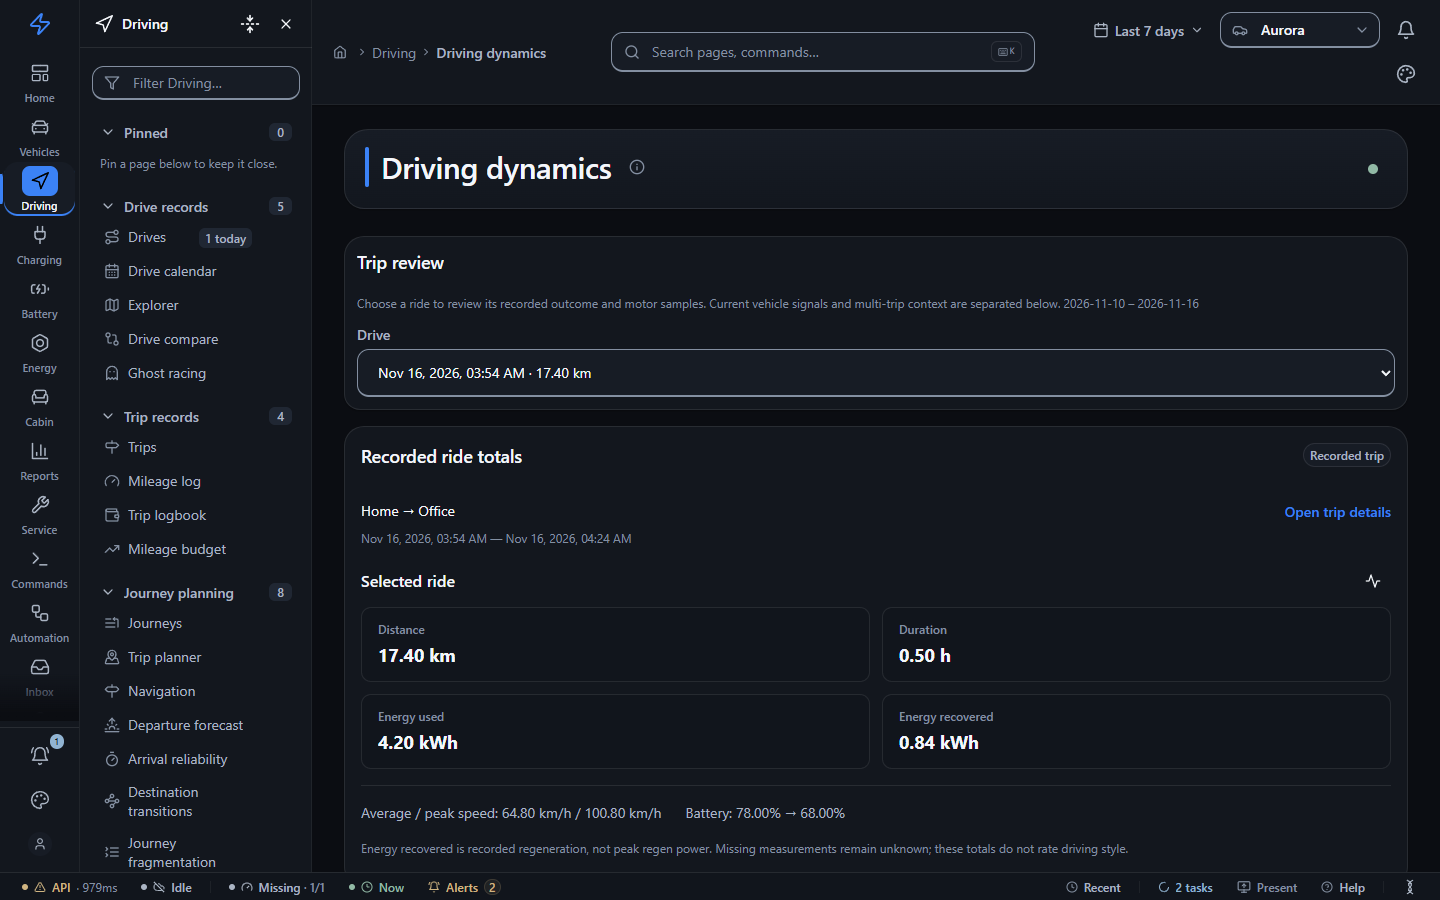 Home
Vehicles
Driving
Charging
Battery
Energy
Cabin
Reports
Service
Commands
Automation
Inbox
1
Driving
Filter Driving...
Pinned 0
Pin a page below to keep it close.
Drive records 5
Drives 1 today
Drive calendar
Explorer
Drive compare
Ghost racing
Trip records 4
Trips
Mileage log
Trip logbook
Mileage budget
Journey planning 8
Journeys
Trip planner
Navigation
Departure forecast
Arrival reliability
Destination
transitions
Journey
fragmentation
Driving Driving dynamics
Search pages, commands... K
Last 7 days
Aurora
Driving dynamics
Trip review
Choose a ride to review its recorded outcome and motor samples. Current vehicle signals and multi-trip context are separated below. 2026-11-10 – 2026-11-16
Drive
Nov 16, 2026, 03:54 AM · 17.40 km
Recorded ride totals Recorded trip
Home → Office Open trip details
Nov 16, 2026, 03:54 AM — Nov 16, 2026, 04:24 AM
Selected ride
Distance
17.40 km
Duration
0.50 h
Energy used
4.20 kWh
Energy recovered
0.84 kWh
Average / peak speed: 64.80 km/h / 100.80 km/h Battery: 78.00% → 68.00%
Energy recovered is recorded regeneration, not peak regen power. Missing measurements remain unknown; these totals do not rate driving style.
API · 979ms Idle Missing · 1/1 Now Alerts 2 Recent 2 tasks Present Help